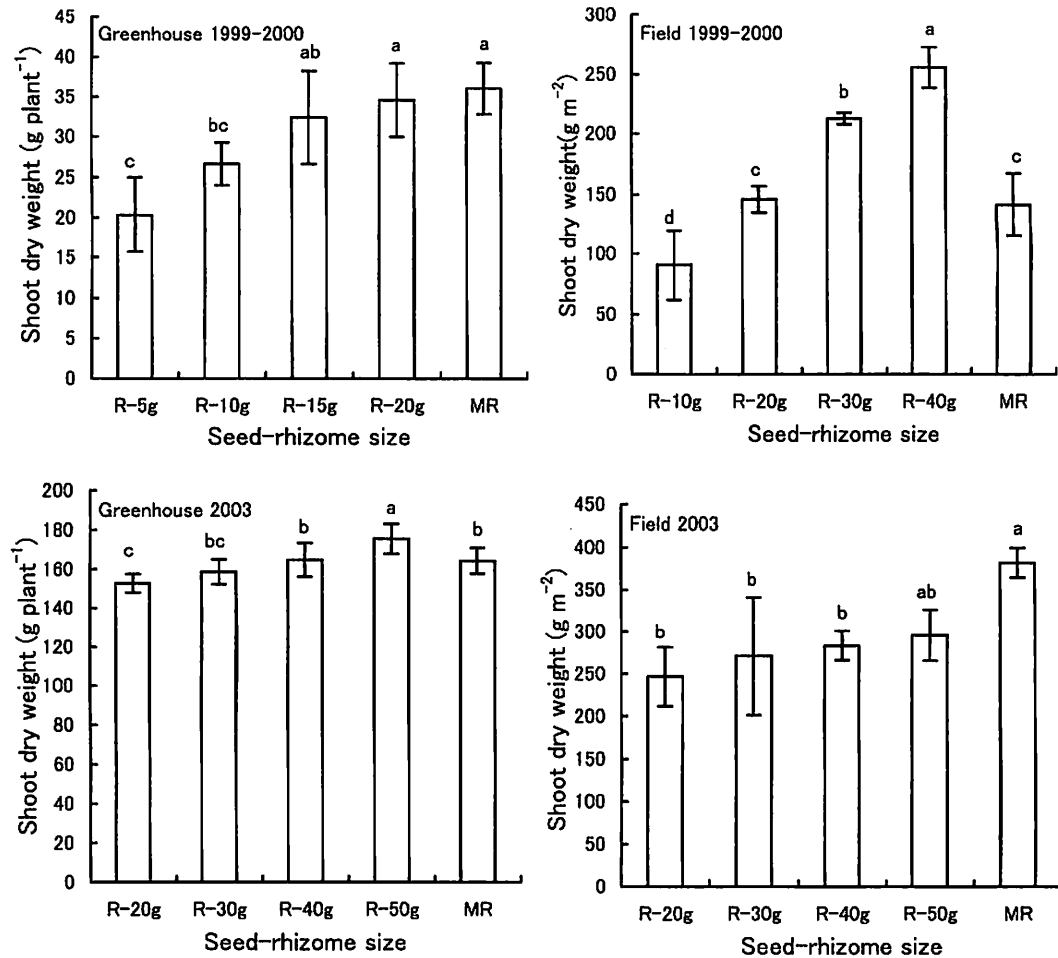 Greenhouse 1999-2000
Shoot dry weight (g plant⁻¹)
45
40
35
30
25
20
15
10
5
0
c
bc
ab
a
a
R-5g R-10g R-15g R-20g MR
Seed-rhizome size
Field 1999-2000
Shoot dry weight(g m⁻²)
300
250
200
150
100
50
0
d
c
b
a
c
R-10g R-20g R-30g R-40g MR
Seed-rhizome size
Greenhouse 2003
Shoot dry weight (g plant⁻¹)
200
180
160
140
120
100
80
60
40
20
0
c
bc
b
a
b
R-20g R-30g R-40g R-50g MR
Seed-rhizome size
Field 2003
Shoot dry weight (g m⁻²)
450
400
350
300
250
200
150
100
50
0
b
b
b
ab
a
R-20g R-30g R-40g R-50g MR
Seed-rhizome size